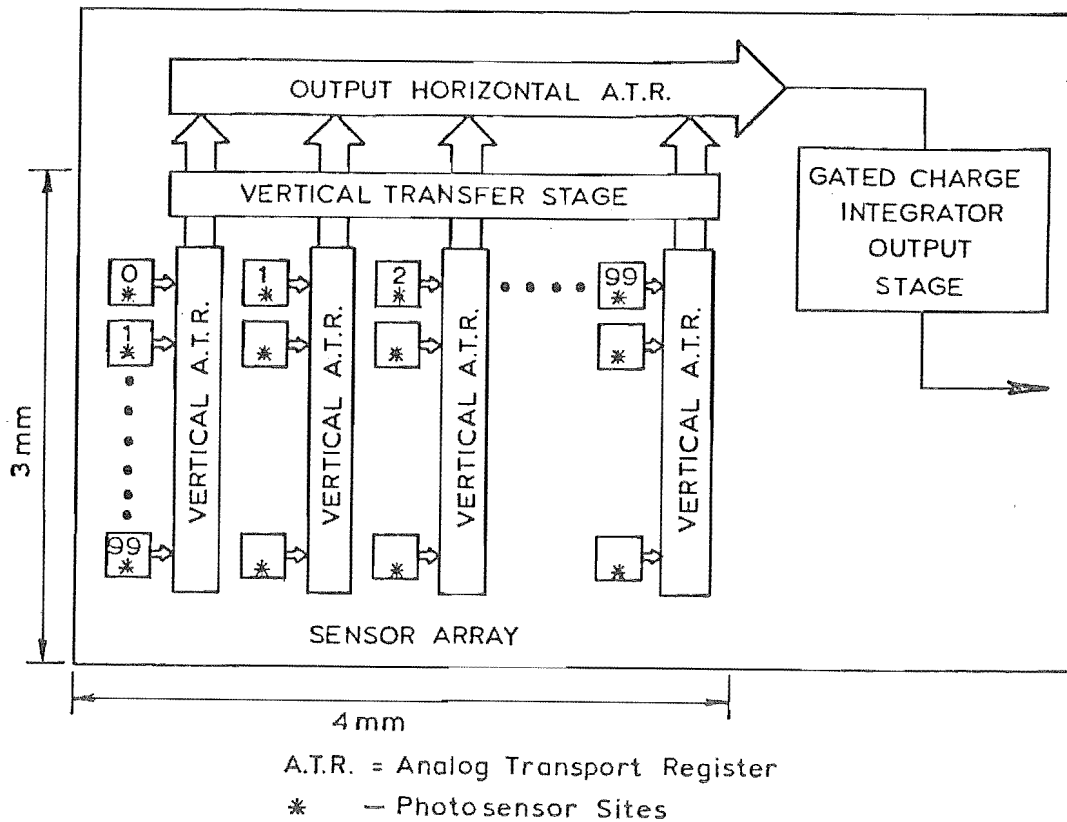 OUTPUT HORIZONTAL A.T.R.
VERTICAL TRANSFER STAGE
GATED CHARGE
INTEGRATOR
OUTPUT
STAGE
0
*
1
*
2
*
99
*
1
*
*
*
*
99
*
*
*
*
VERTICAL A.T.R.
VERTICAL A.T.R.
VERTICAL A.T.R.
VERTICAL A.T.R.
3mm
SENSOR ARRAY
4mm
A.T.R. = Analog Transport Register
* — Photosensor Sites